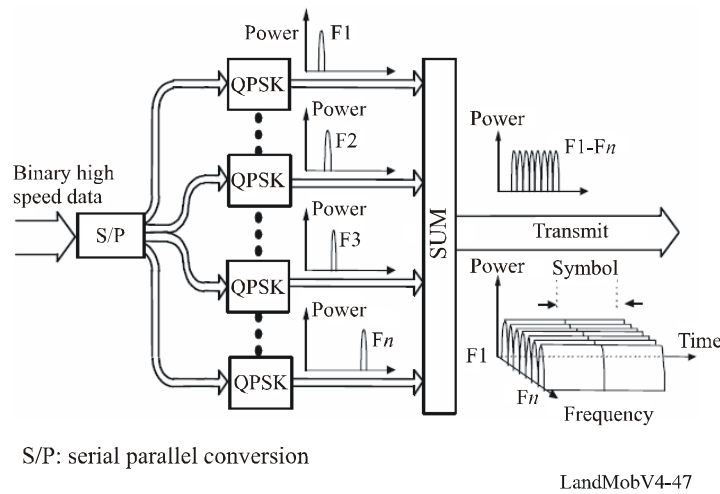 Power
F1
QPSK
Power
F2
QPSK
Binary high
speed data
S/P
Power
F3
QPSK
Power
Fn
QPSK
SUM
Power
F1-Fn
Transmit
Power
Symbol
Time
F1
Fn
Frequency
S/P: serial parallel conversion
LandMobV4-47